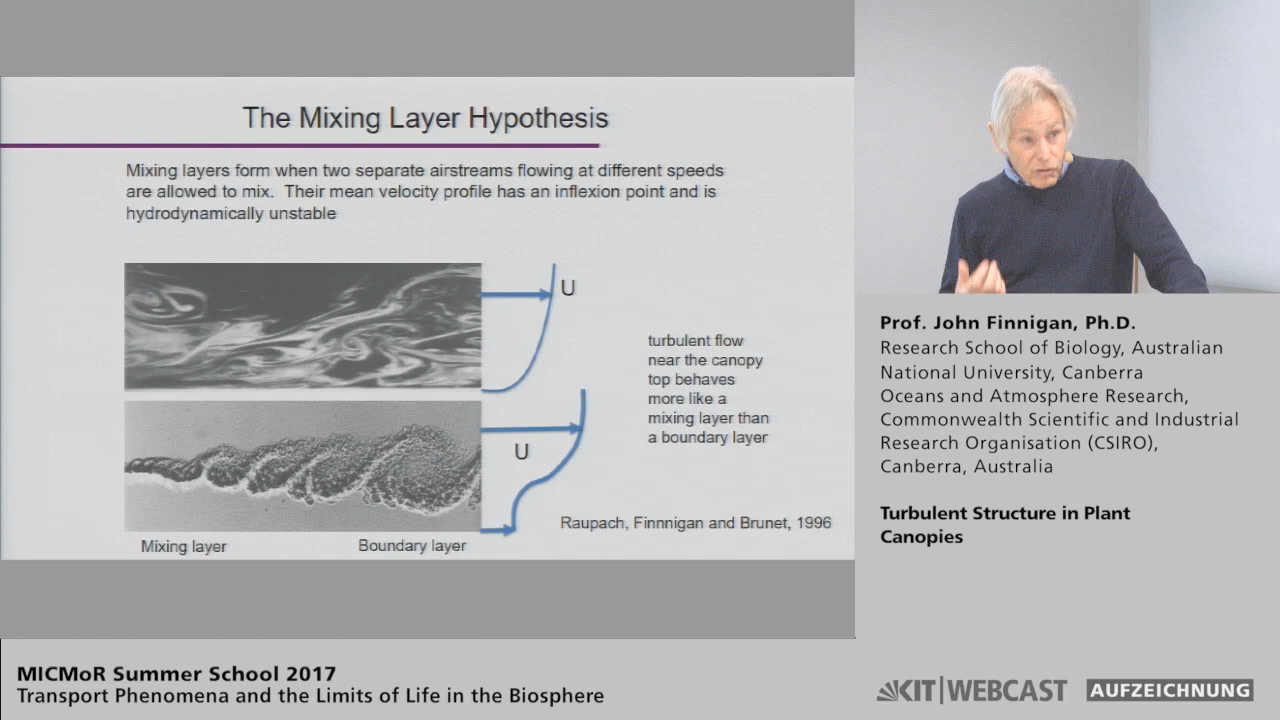 The Mixing Layer Hypothesis
Mixing layers form when two separate airstreams flowing at different speeds
are allowed to mix. Their mean velocity profile has an inflexion point and is
hydrodynamically unstable
U
turbulent flow
near the canopy
top behaves
more like a
mixing layer than
a boundary layer
U
Raupach, Finnnigan and Brunet, 1996
Mixing layer
Boundary layer
Prof. John Finnigan, Ph.D.
Research School of Biology, Australian
National University, Canberra
Oceans and Atmosphere Research,
Commonwealth Scientific and Industrial
Research Organisation (CSIRO),
Canberra, Australia
Turbulent Structure in Plant
Canopies
MICMoR Summer School 2017
Transport Phenomena and the Limits of Life in the Biosphere
KIT|WEBCAST
AUFZEICHNUNG